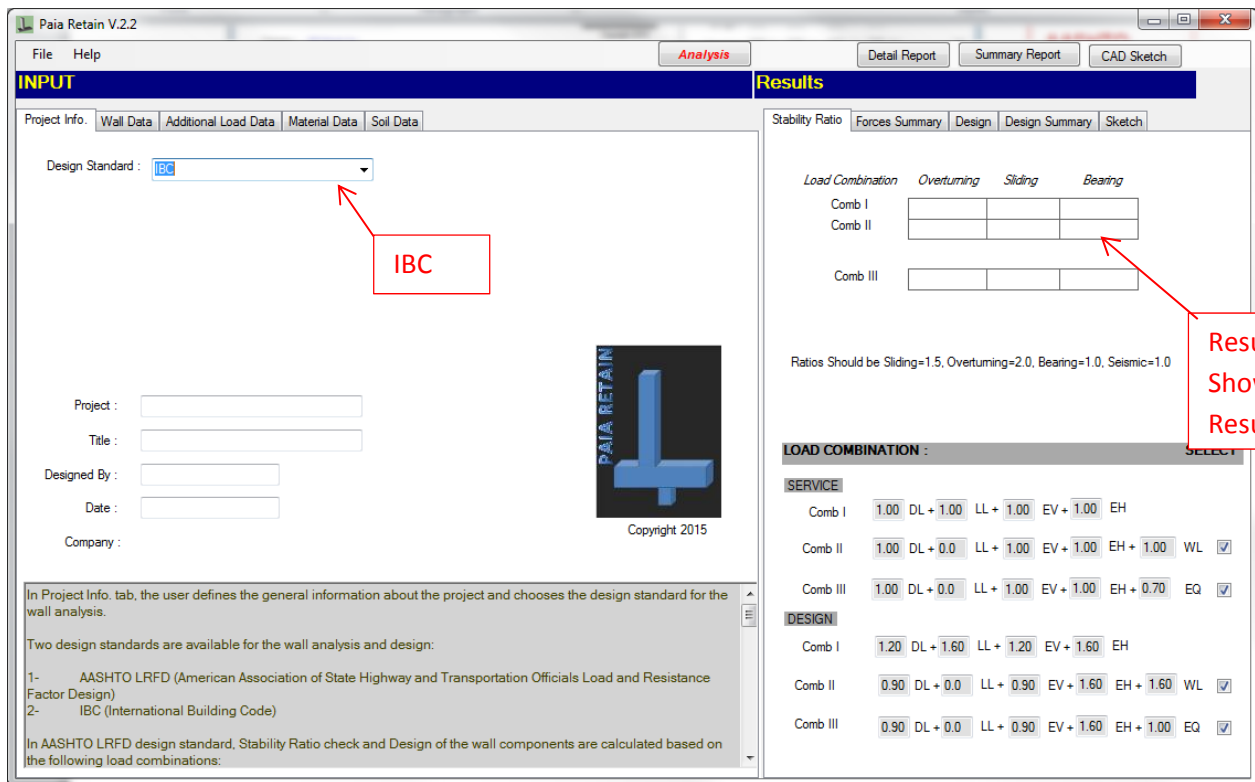 Paia Retain V.2.2
File Help Analysis Detail Report Summary Report CAD Sketch
INPUT
Results
Project Info. Wall Data Additional Load Data Material Data Soil Data
Stability Ratio Forces Summary Design Design Summary Sketch
Design Standard : IBC
IBC
Load Combination Overturning Sliding Bearing
Comb I
Comb II
Comb III
Ratios Should be Sliding=1.5, Overturning=2.0, Bearing=1.0, Seismic=1.0
Project :
Title :
Designed By :
Date :
Company :
PAIA RETAIN
Copyright 2015
In Project Info. tab, the user defines the general information about the project and chooses the design standard for the
wall analysis.
Two design standards are available for the wall analysis and design:
1- AASHTO LRFD (American Association of State Highway and Transportation Officials Load and Resistance
Factor Design)
2- IBC (International Building Code)
In AASHTO LRFD design standard, Stability Ratio check and Design of the wall components are calculated based on
the following load combinations:
LOAD COMBINATION : SELECT
SERVICE
Comb I 1.00 DL + 1.00 LL + 1.00 EV + 1.00 EH
Comb II 1.00 DL + 0.0 LL + 1.00 EV + 1.00 EH + 1.00 WL
Comb III 1.00 DL + 0.0 LL + 1.00 EV + 1.00 EH + 0.70 EQ
DESIGN
Comb I 1.20 DL + 1.60 LL + 1.20 EV + 1.60 EH
Comb II 0.90 DL + 0.0 LL + 0.90 EV + 1.60 EH + 1.60 WL
Comb III 0.90 DL + 0.0 LL + 0.90 EV + 1.60 EH + 1.00 EQ